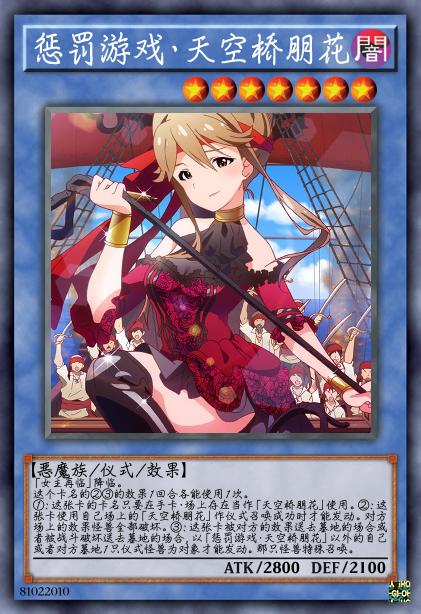 惩罚游戏·天空桥朋花
闇
【恶魔族/仪式/效果】
「女主再临」降临。
这个卡名的②③的效果1回合各能使用1次。
①：这张卡的卡名只要在手卡·场上存在当作「天空桥朋花」使用。②：这
张卡使用自己场上的「天空桥朋花」作仪式召唤成功时才能发动。对方
场上的效果怪兽全部破坏。③：这张卡被对方的效果送去墓地的场合或
者被战斗破坏送去墓地的场合，以「惩罚游戏·天空桥朋花」以外的自己
或者对方墓地1只仪式怪兽为对象才能发动。那只怪兽特殊召唤。
ATK/2800 DEF/2100
81022010